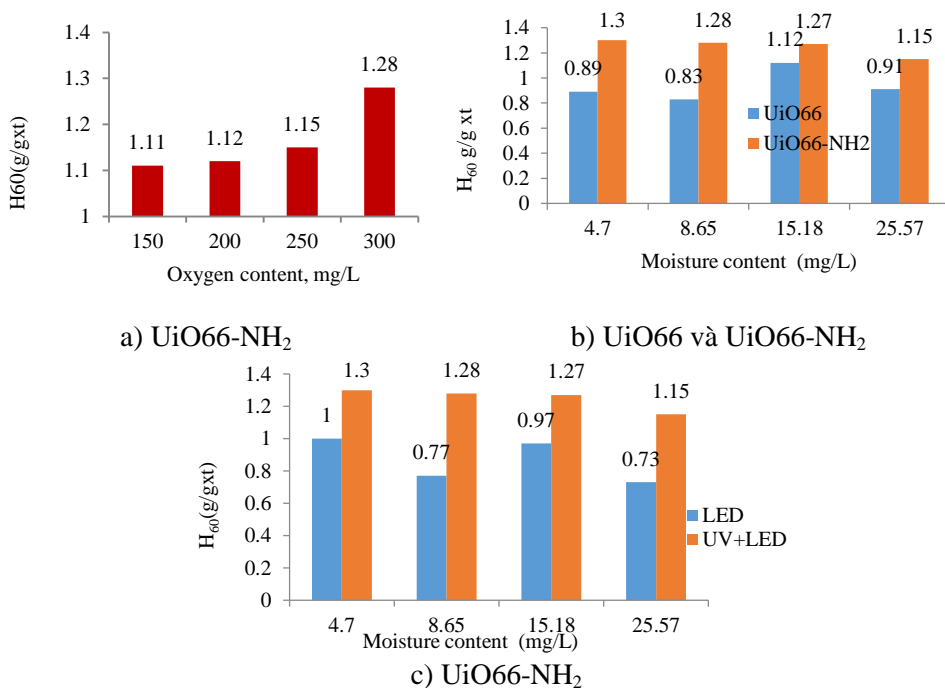 1.4
1.3
1.2
1.1
1
1.11
1.12
1.15
1.28
150 200 250 300
Oxygen content, mg/L
H60(g/gxt)
a) UiO66-NH2
1.4
1.2
1
0.8
0.6
0.4
0.2
0
0.89
1.3
0.83
1.28
1.12
1.27
0.91
1.15
UiO66
UiO66-NH2
4.7 8.65 15.18 25.57
Moisture content (mg/L)
H60 g/g xt
b) UiO66 và UiO66-NH2
1.4
1.2
1
0.8
0.6
0.4
0.2
0
1
1.3
0.77
1.28
0.97
1.27
0.73
1.15
LED
UV+LED
4.7 8.65 15.18 25.57
Moisture content (mg/L)
H60(g/gxt)
c) UiO66-NH2